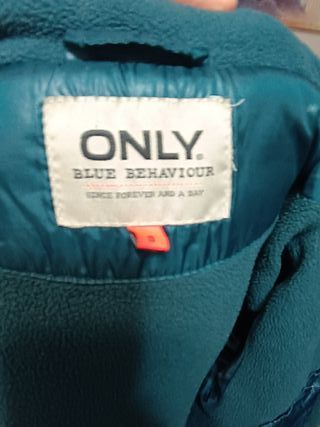 ONLY®
BLUE BEHAVIOUR
SINCE FOREVER AND A DAY
S